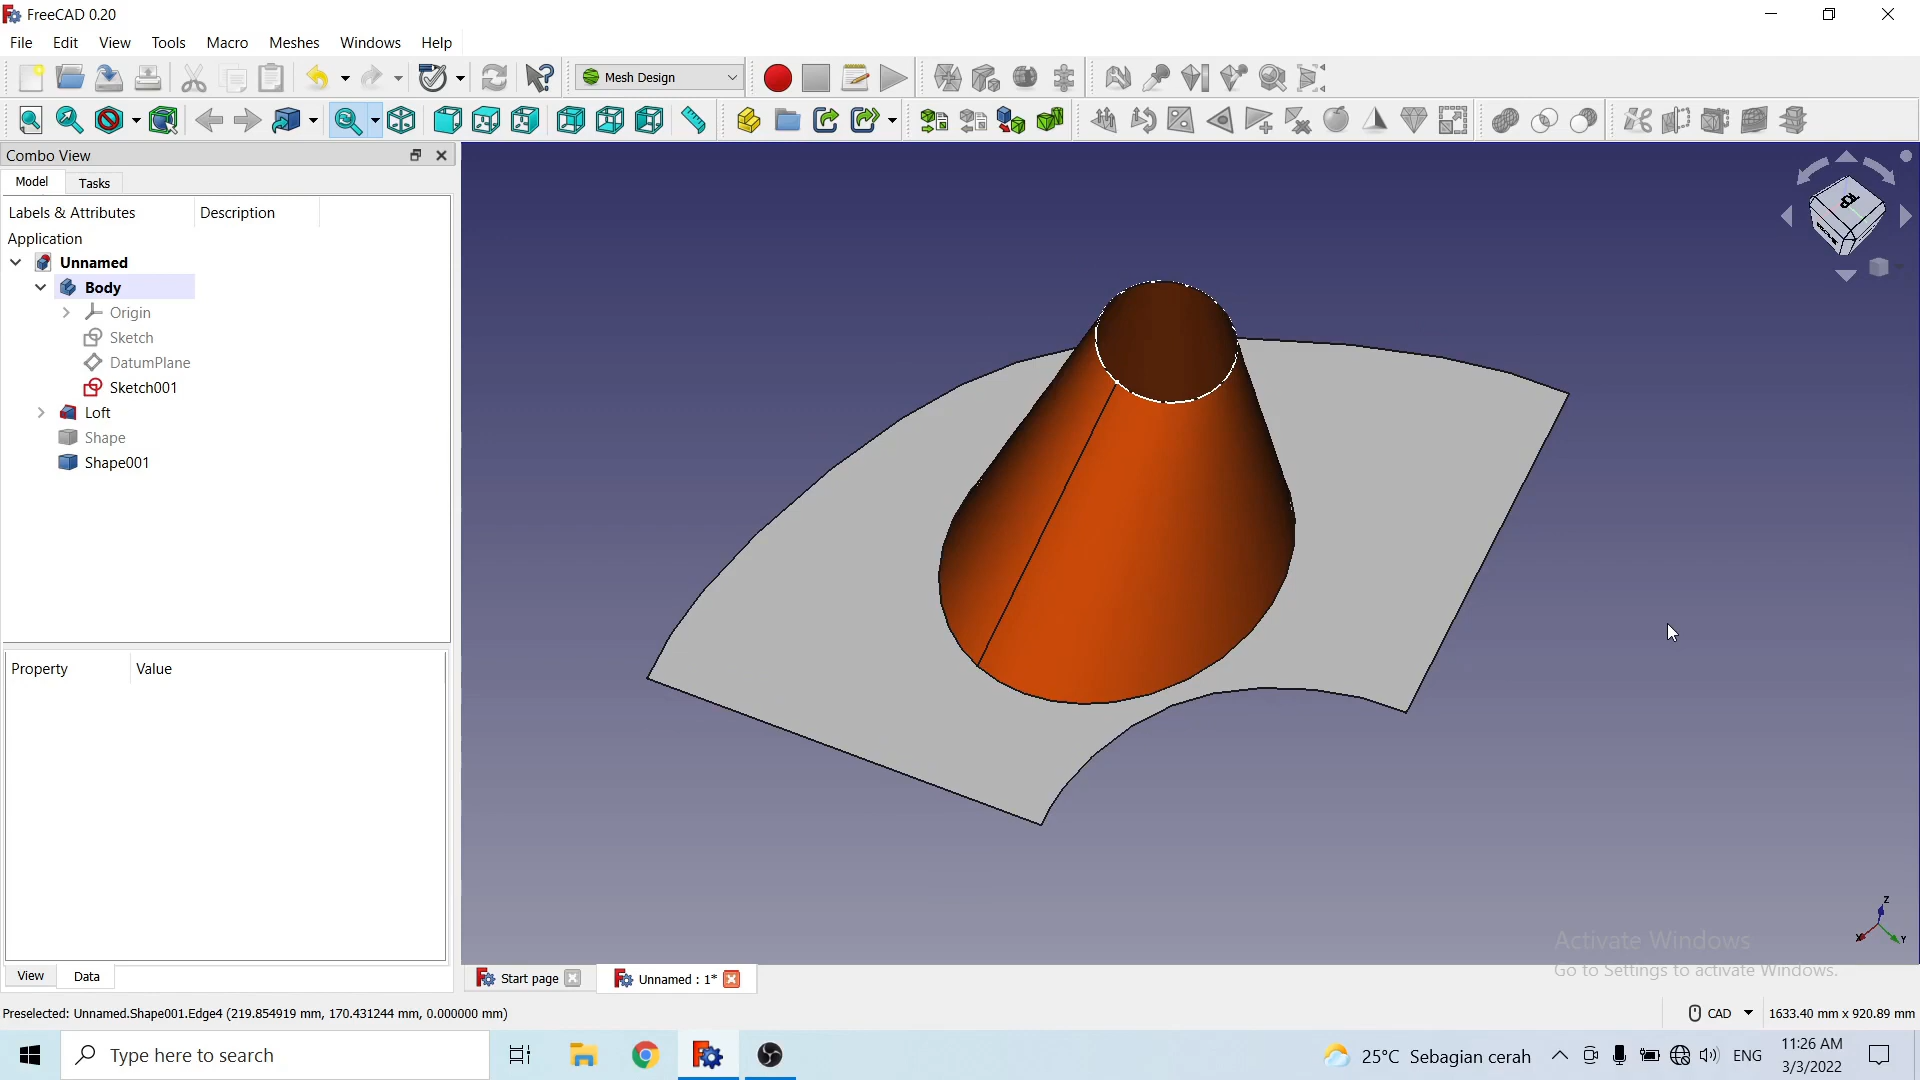 FreeCAD 0.20
File Edit View Tools Macro Meshes Windows Help
Mesh Design
Combo View
Model Tasks
Labels & Attributes Description
Application
Unnamed
Body
Origin
Sketch
DatumPlane
Sketch001
Loft
Shape
Shape001
Property Value
View Data
Start page Unnamed : 1*
Z
X Y
Activate Windows
Go to Settings to activate Windows.
Preselected: Unnamed.Shape001.Edge4 (219.854919 mm, 170.431244 mm, 0.000000 mm)
CAD 1633.40 mm x 920.89 mm
Type here to search
25°C Sebagian cerah
ENG
11:26 AM
3/3/2022